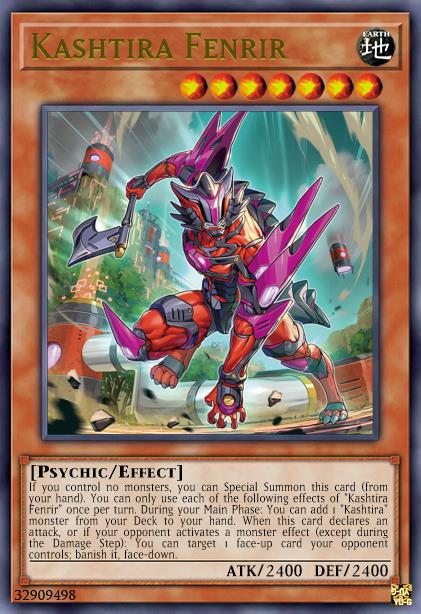 KASHTIRA FENRIR
EARTH
地
[PSYCHIC/EFFECT]
If you control no monsters, you can Special Summon this card (from
your hand). You can only use each of the following effects of "Kashtira
Fenrir" once per turn. During your Main Phase: You can add 1 "Kashtira"
monster from your Deck to your hand. When this card declares an
attack, or if your opponent activates a monster effect (except during
the Damage Step): You can target 1 face-up card your opponent
controls; banish it, face-down.
ATK/2400 DEF/2400
32909498